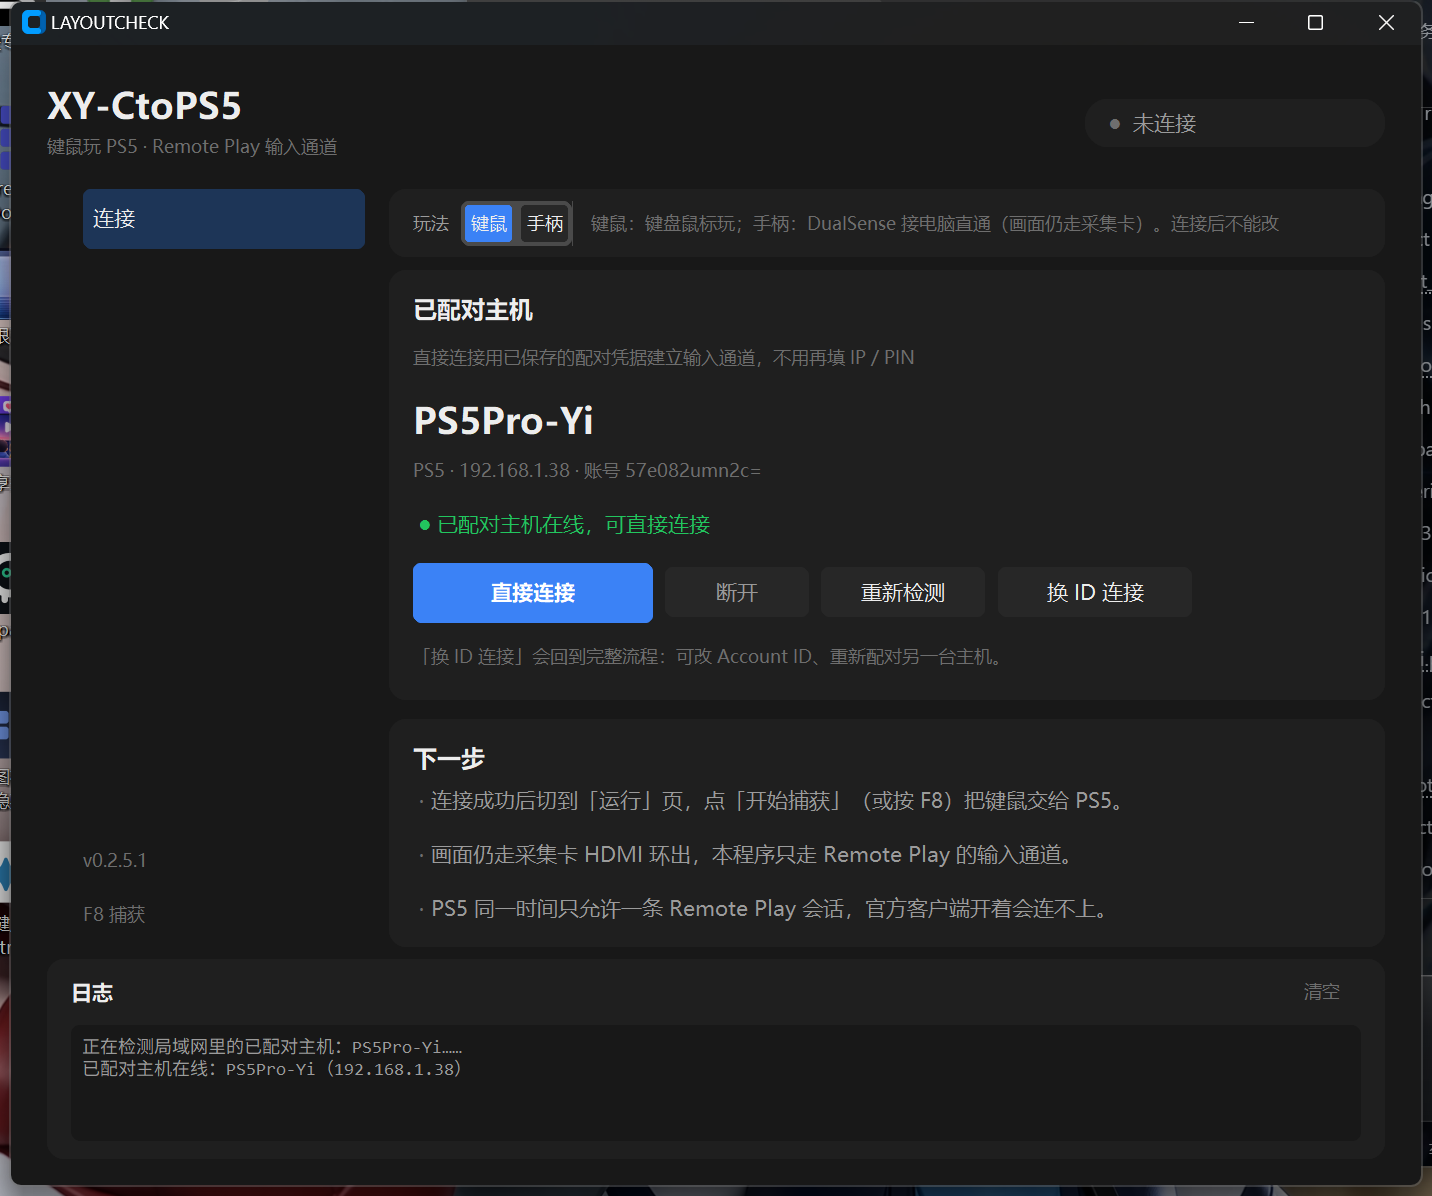 LAYOUTCHECK
XY-CtoPS5
键鼠玩 PS5 · Remote Play 输入通道
● 未连接
连接
玩法 键鼠 手柄 键鼠：键盘鼠标玩；手柄：DualSense 接电脑直通（画面仍走采集卡）。连接后不能改
已配对主机
直接连接用已保存的配对凭据建立输入通道，不用再填 IP / PIN
PS5Pro-Yi
PS5 · 192.168.1.38 · 账号 57e082umn2c=
● 已配对主机在线，可直接连接
直接连接 断开 重新检测 换 ID 连接
「换 ID 连接」会回到完整流程：可改 Account ID、重新配对另一台主机。
下一步
· 连接成功后切到「运行」页，点「开始捕获」（或按 F8）把键鼠交给 PS5。
· 画面仍走采集卡 HDMI 环出，本程序只走 Remote Play 的输入通道。
· PS5 同一时间只允许一条 Remote Play 会话，官方客户端开着会连不上。
v0.2.5.1
F8 捕获
日志
清空
正在检测局域网里的已配对主机：PS5Pro-Yi……
已配对主机在线：PS5Pro-Yi（192.168.1.38）